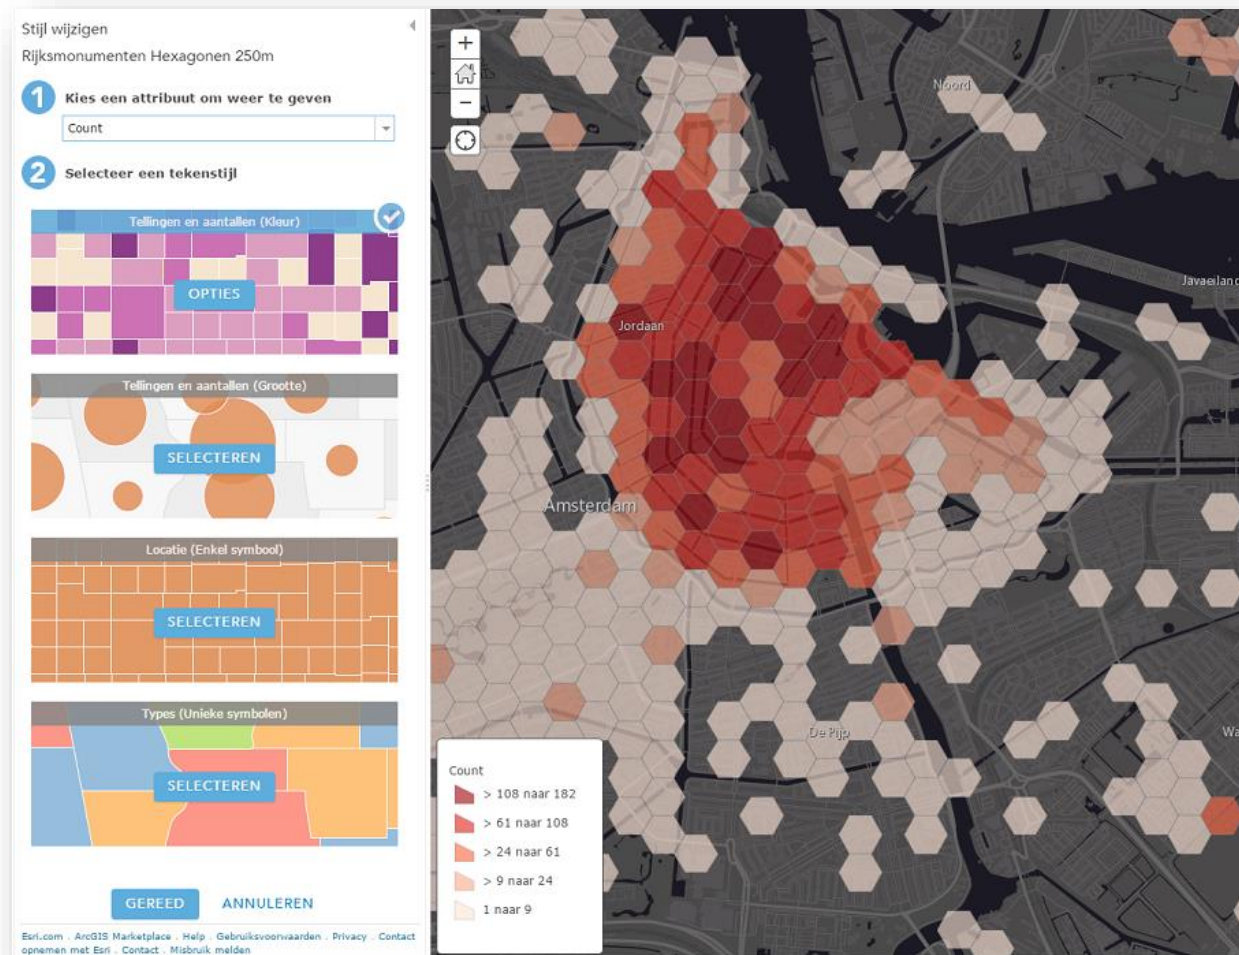 Stijl wijzigen
Rijksmonumenten Hexagonen 250m
1 Kies een attribuut om weer te geven
Count
2 Selecteer een tekenstijl
Tellingen en aantallen (Kleur)
OPTIES
Tellingen en aantallen (Grootte)
SELECTEREN
Locatie (Enkel symbool)
SELECTEREN
Types (Unieke symbolen)
SELECTEREN
GEREED ANNULEREN
Esri.com . ArcGIS Marketplace . Help . Gebruiksvoorwaarden . Privacy . Contact
opnemen met Esri . Contact . Misbruik melden
Noord
Javaeiland
Jordaan
Amsterdam
De Pijp
Wa
Count
> 108 naar 182
> 61 naar 108
> 24 naar 61
> 9 naar 24
1 naar 9